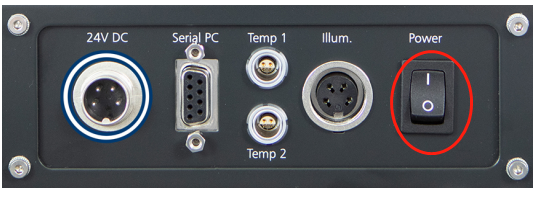 24V DC
Serial PC
Temp 1
Illum.
Power
I
O
Temp 2